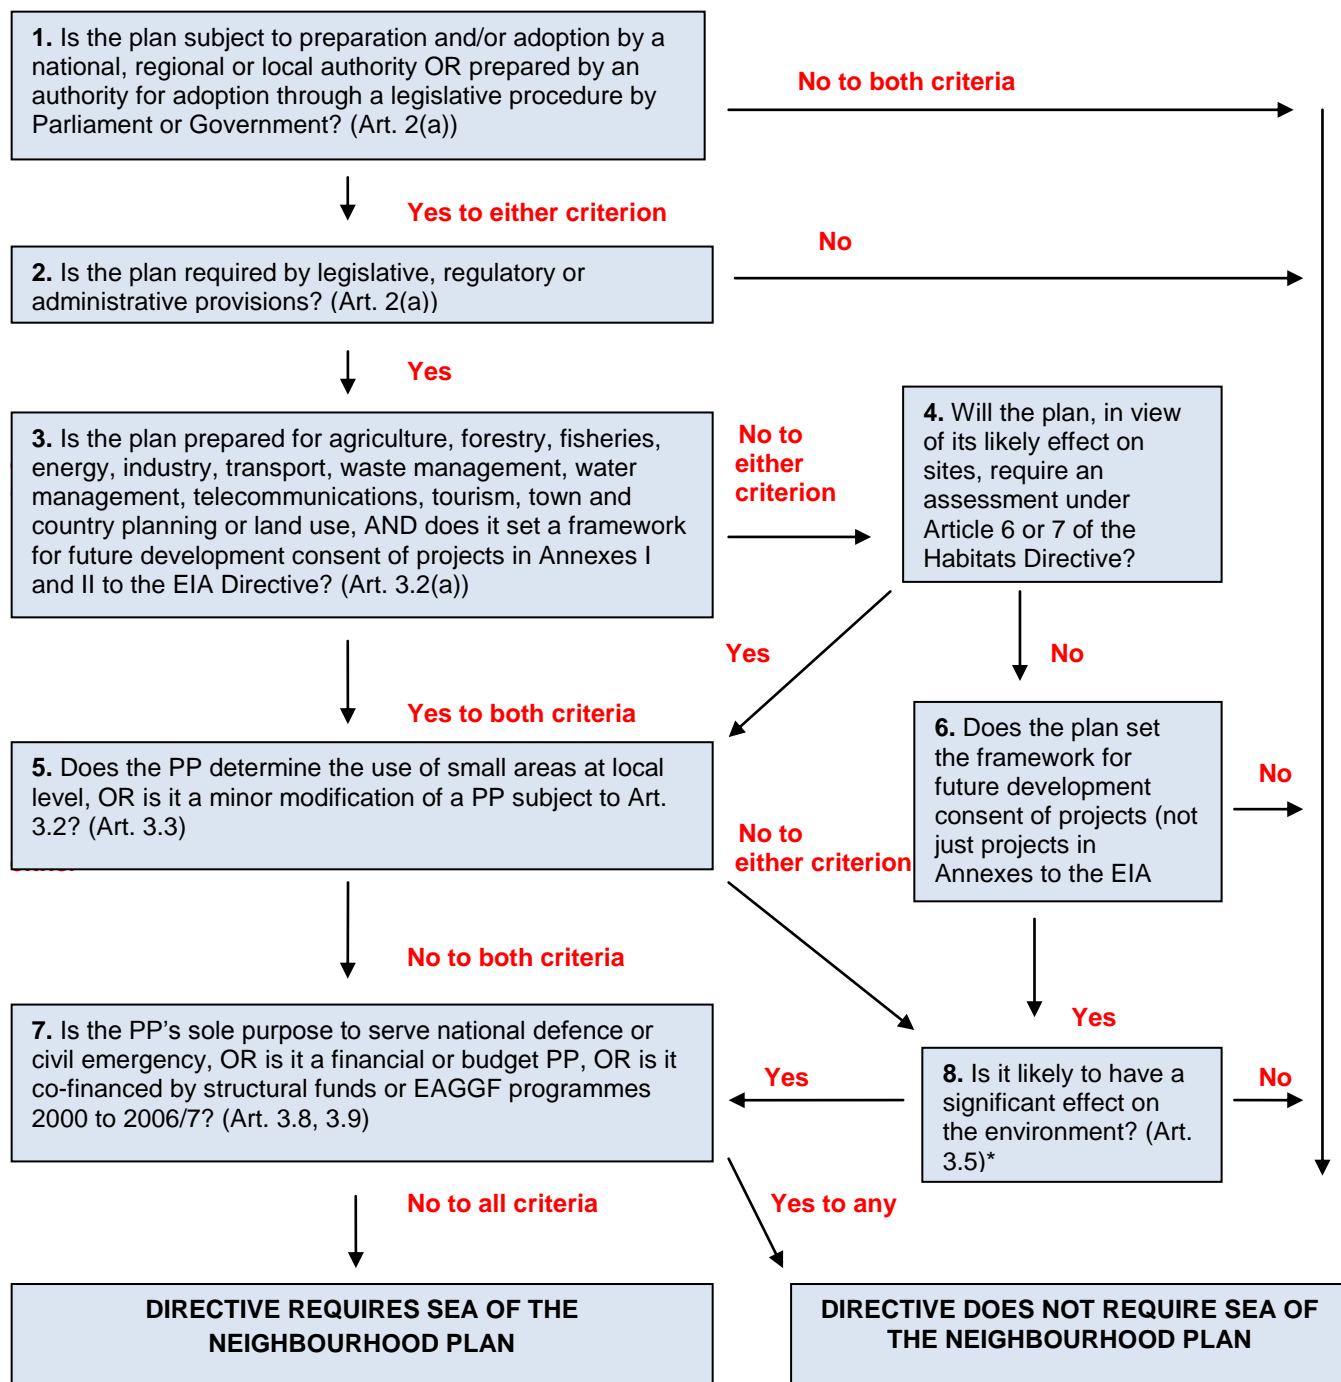 1. Is the plan subject to preparation and/or adoption by a
national, regional or local authority OR prepared by an
authority for adoption through a legislative procedure by
Parliament or Government? (Art. 2(a))
No to both criteria
Yes to either criterion
No
2. Is the plan required by legislative, regulatory or
administrative provisions? (Art. 2(a))
Yes
3. Is the plan prepared for agriculture, forestry, fisheries,
energy, industry, transport, waste management, water
management, telecommunications, tourism, town and
country planning or land use, AND does it set a framework
for future development consent of projects in Annexes I
and II to the EIA Directive? (Art. 3.2(a))
No to
either
criterion
4. Will the plan, in view
of its likely effect on
sites, require an
assessment under
Article 6 or 7 of the
Habitats Directive?
Yes
No
Yes to both criteria
5. Does the PP determine the use of small areas at local
level, OR is it a minor modification of a PP subject to Art.
3.2? (Art. 3.3)
6. Does the plan set
the framework for
future development
consent of projects (not
just projects in
Annexes to the EIA
No
No to
either criterion
No to both criteria
Yes
7. Is the PP’s sole purpose to serve national defence or
civil emergency, OR is it a financial or budget PP, OR is it
co-financed by structural funds or EAGGF programmes
2000 to 2006/7? (Art. 3.8, 3.9)
Yes
8. Is it likely to have a
significant effect on
the environment? (Art.
3.5)*
No
No to all criteria
Yes to any
DIRECTIVE REQUIRES SEA OF THE
NEIGHBOURHOOD PLAN
DIRECTIVE DOES NOT REQUIRE SEA OF
THE NEIGHBOURHOOD PLAN